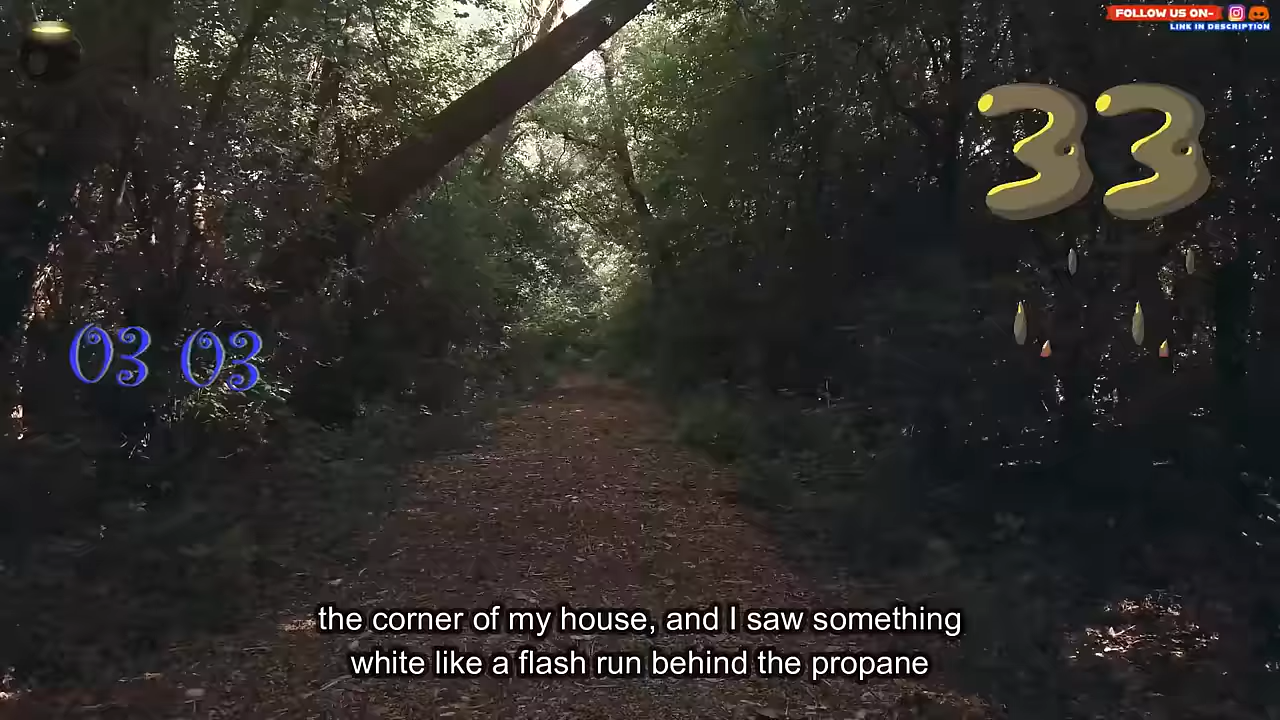 FOLLOW US ON-
LINK IN DESCRIPTION
33
03 03
the corner of my house, and I saw something
white like a flash run behind the propane